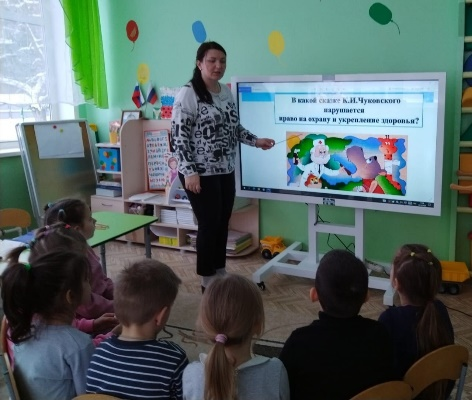 В какой сказке К.И.Чуковского
нарушается
право на охрану и укрепление здоровья?